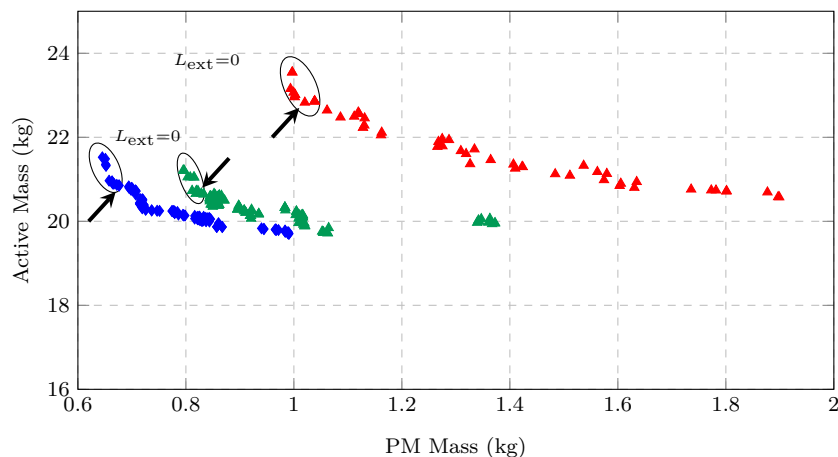 24
22
20
18
16
0.6 0.8 1 1.2 1.4 1.6 1.8 2
Active Mass (kg)
PM Mass (kg)
L_ext=0
L_ext=0